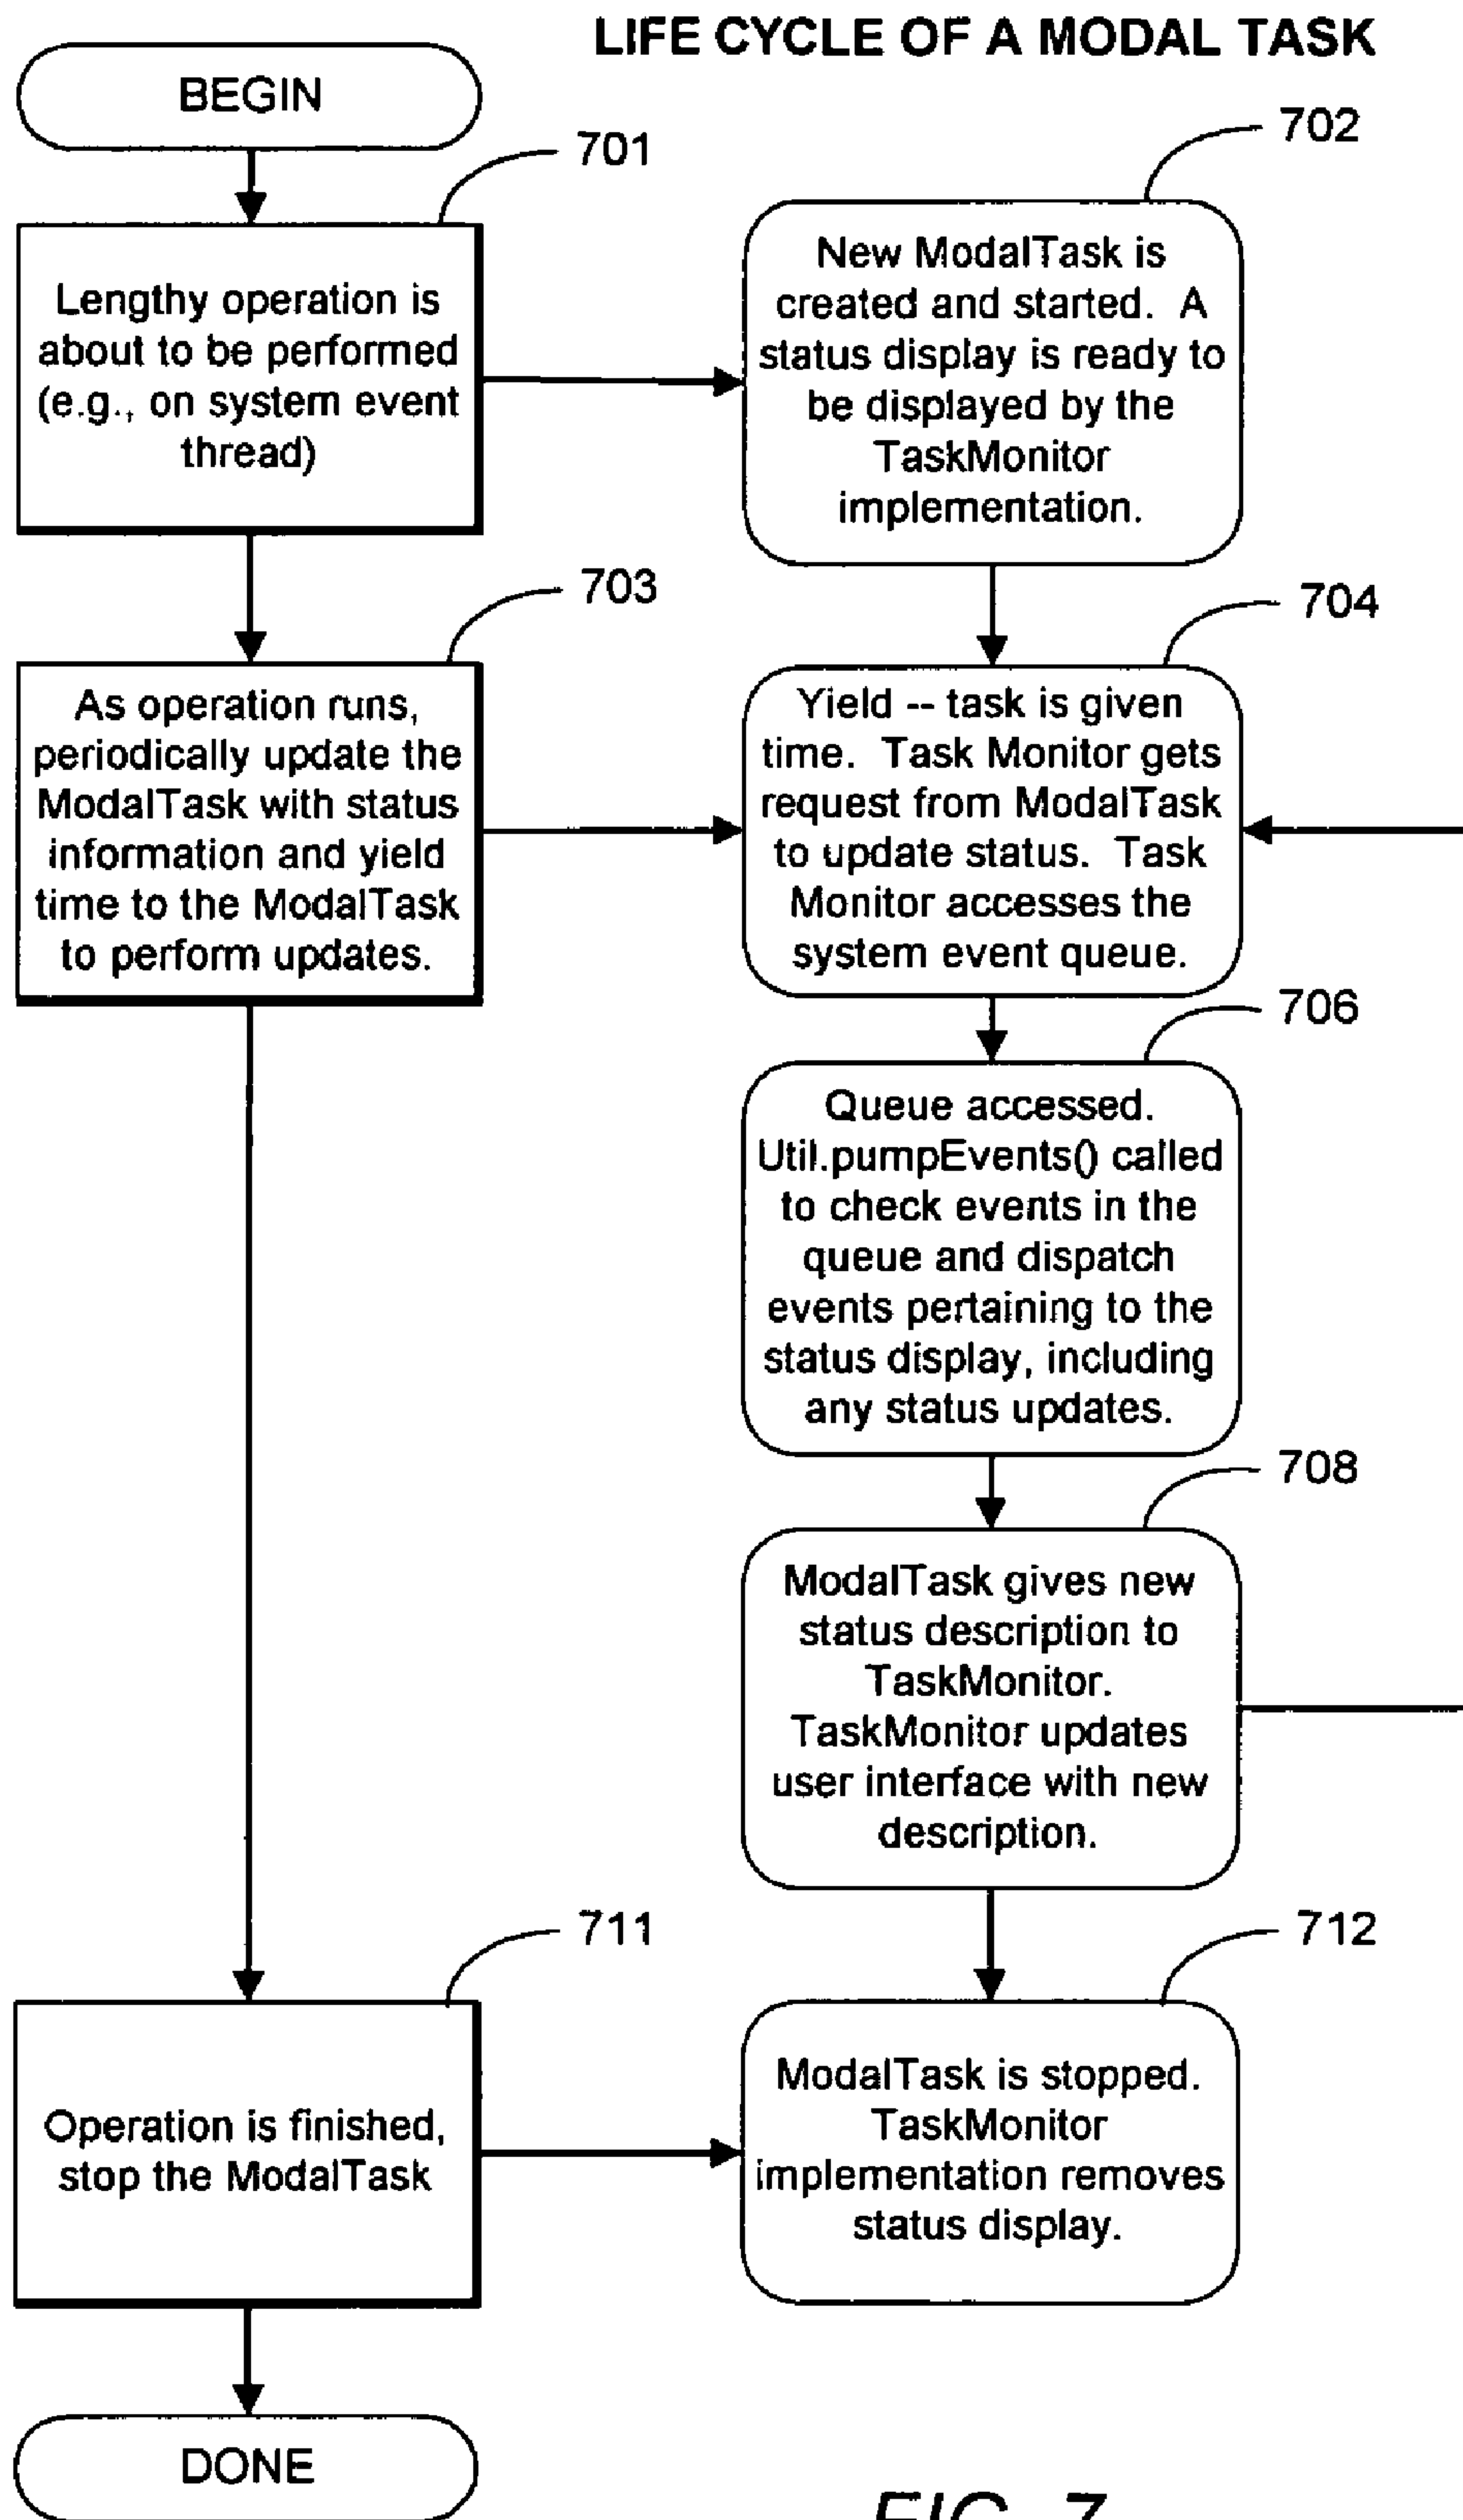 LIFE CYCLE OF A MODAL TASK
BEGIN
701
Lengthy operation is
about to be performed
(e.g., on system event
thread)
702
New ModalTask is
created and started. A
status display is ready to
be displayed by the
TaskMonitor
implementation.
703
As operation runs,
periodically update the
ModalTask with status
information and yield
time to the ModalTask
to perform updates.
704
Yield -- task is given
time. Task Monitor gets
request from ModalTask
to update status. Task
Monitor accesses the
system event queue.
706
Queue accessed.
Util.pumpEvents() called
to check events in the
queue and dispatch
events pertaining to the
status display, including
any status updates.
708
ModalTask gives new
status description to
TaskMonitor.
TaskMonitor updates
user interface with new
description.
711
Operation is finished,
stop the ModalTask
712
ModalTask is stopped.
TaskMonitor
implementation removes
status display.
DONE
FIG. 7